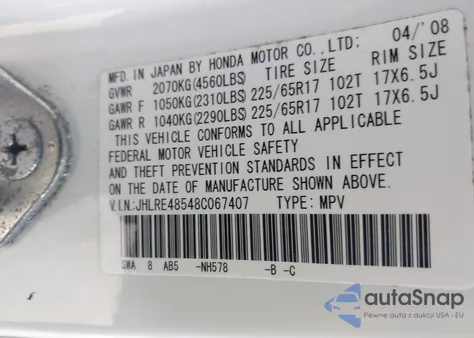 MFD. IN JAPAN BY HONDA MOTOR CO., LTD: 04/'08
GVWR 2070KG(4560LBS) TIRE SIZE RIM SIZE
GAWR F 1050KG(2310LBS) 225/65R17 102T 17X6.5J
GAWR R 1040KG(2290LBS) 225/65R17 102T 17X6.5J
THIS VEHICLE CONFORMS TO ALL APPLICABLE
FEDERAL MOTOR VEHICLE SAFETY
AND THEFT PREVENTION STANDARDS IN EFFECT
ON THE DATE OF MANUFACTURE SHOWN ABOVE.
V.I.N:JHLRE48548C067407 TYPE: MPV
SWA 8 AB5 -NH578 -B -C
autoSnap
Pewne auta z aukcji USA i EU